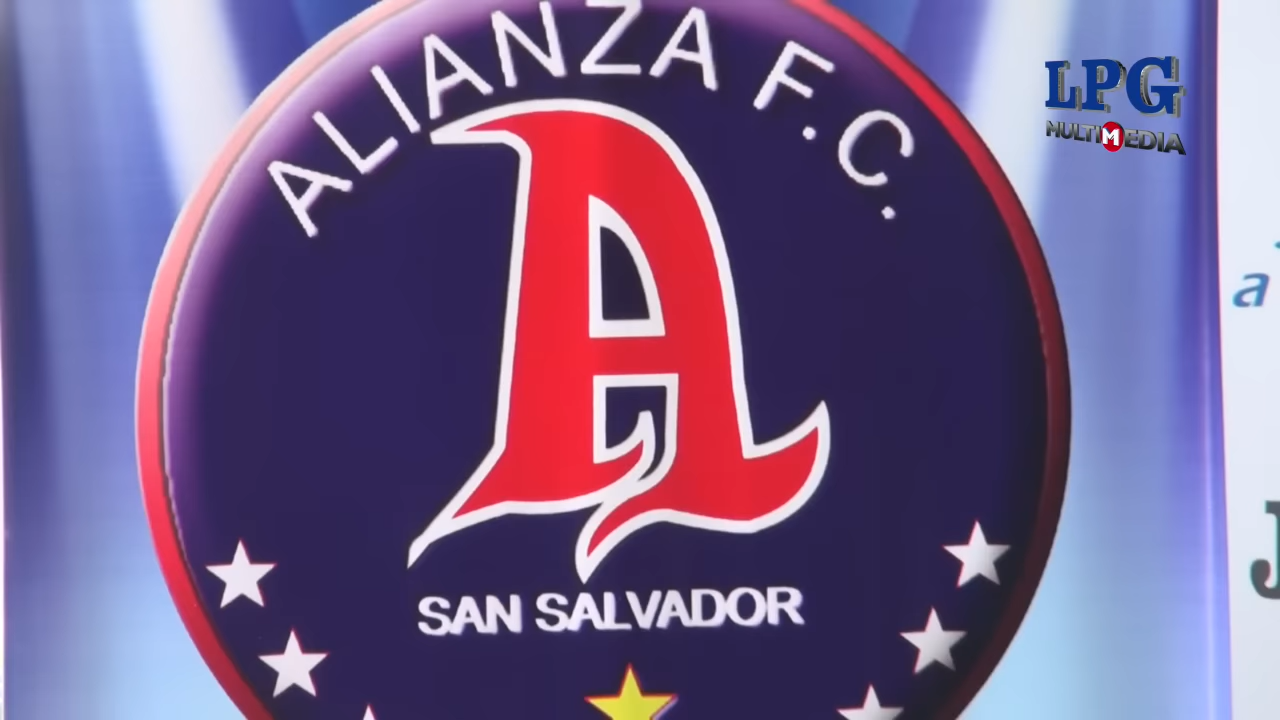 ALIANZA F.C.
A
SAN SALVADOR
LPG
MULTIMEDIA
a
J